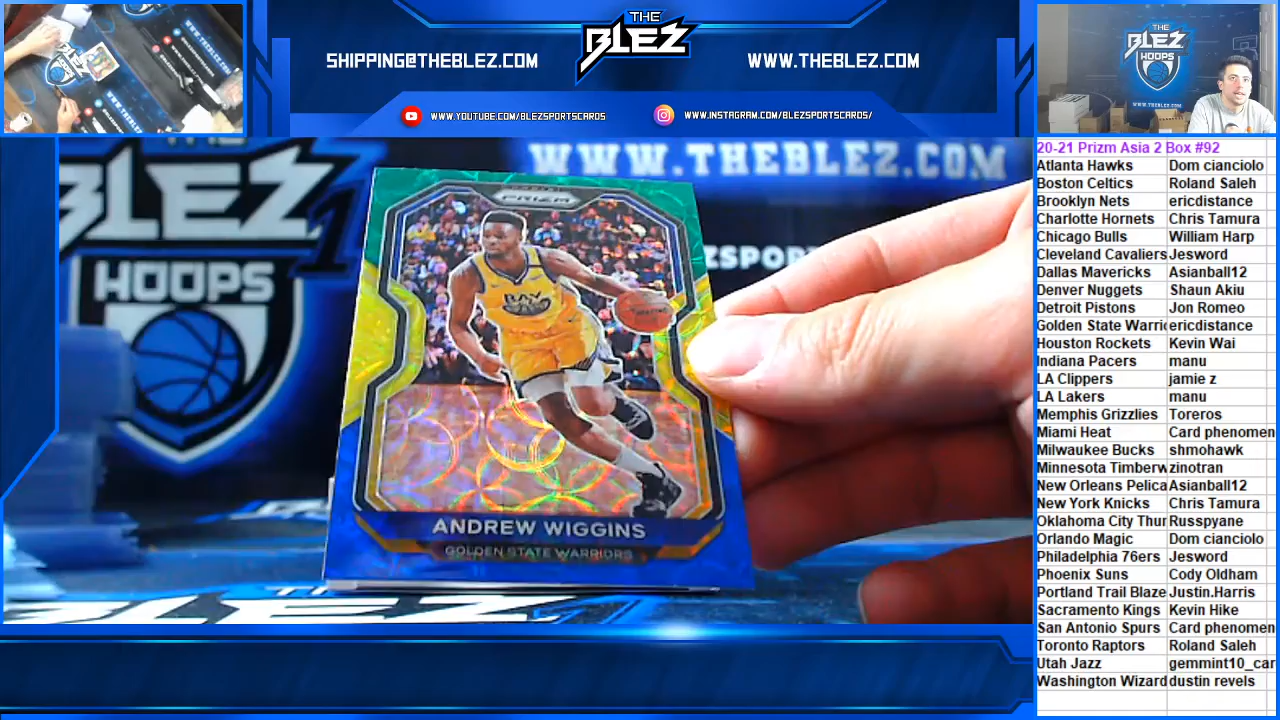 THE
BLEZ
SHIPPING@THEBLEZ.COM
WWW.THEBLEZ.COM
WWW.YOUTUBE.COM/BLEZSPORTSCARDS
WWW.INSTAGRAM.COM/BLEZSPORTSCARDS/
THE
BLEZ
HOOPS
WWW.THEBLEZ.COM
BLEZ
HOOPS
PRIZM
BAY
ANDREW WIGGINS
GOLDEN STATE WARRIORS
BLEZ
20-21 Prizm Asia 2 Box #92
Atlanta Hawks Dom cianciolo
Boston Celtics Roland Saleh
Brooklyn Nets ericdistance
Charlotte Hornets Chris Tamura
Chicago Bulls William Harp
Cleveland Cavaliers Jesword
Dallas Mavericks Asianball12
Denver Nuggets Shaun Akiu
Detroit Pistons Jon Romeo
Golden State Warri ericdistance
Houston Rockets Kevin Wai
Indiana Pacers manu
LA Clippers jamie z
LA Lakers manu
Memphis Grizzlies Toreros
Miami Heat Card phenomen
Milwaukee Bucks shmohawk
Minnesota Timberw zinotran
New Orleans Pelica Asianball12
New York Knicks Chris Tamura
Oklahoma City Thur Russpyane
Orlando Magic Dom cianciolo
Philadelphia 76ers Jesword
Phoenix Suns Cody Oldham
Portland Trail Blaze Justin.Harris
Sacramento Kings Kevin Hike
San Antonio Spurs Card phenomen
Toronto Raptors Roland Saleh
Utah Jazz gemmint10_car
Washington Wizard dustin revels